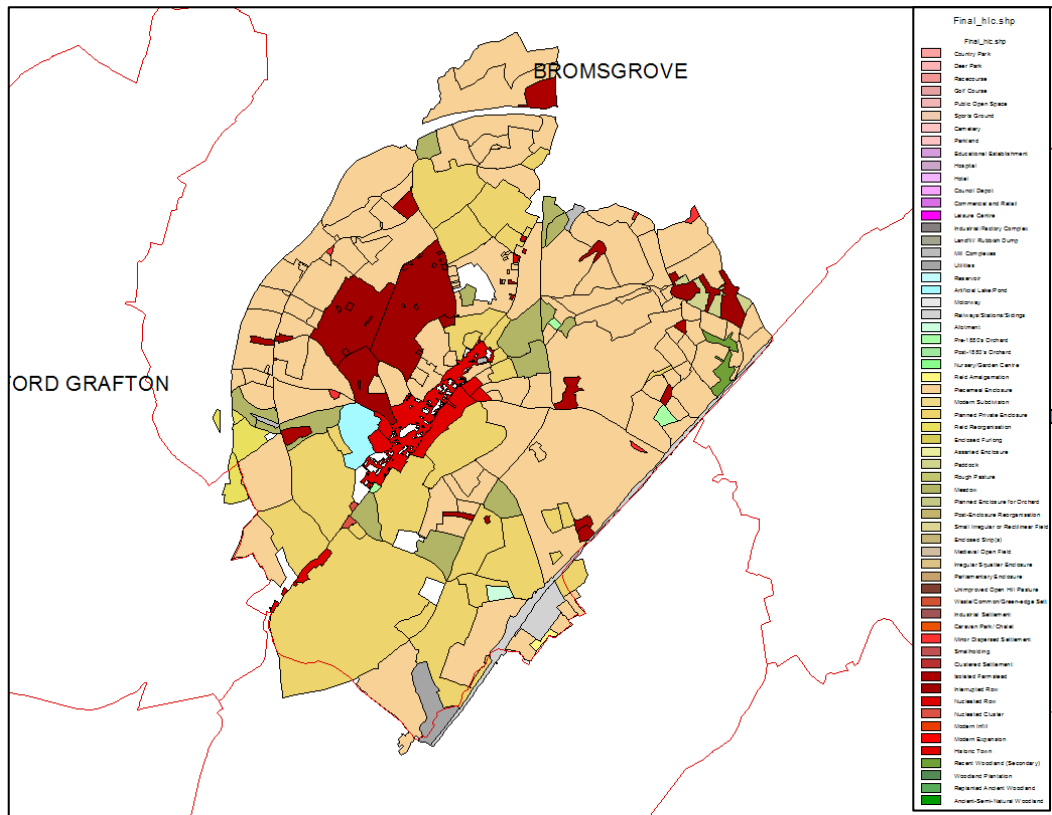 BROMSGROVE
FORD GRAFTON
Final_hlc.shp
Final_hlc.shp
Country Park
Deer Park
Racecourse
Golf Course
Public Open Space
Sports Ground
Cemetery
Parkland
Educational Establishment
Hospital
Hotel
Council Depot
Commercial and Retail
Leisure Centre
Industrial Factory Complex
Landfill/ Rubbish Dump
Mill Complexes
Utilities
Reservoir
Artificial Lake/Pond
Motorway
Railways/Stations/Sidings
Allotment
Pre-1880's Orchard
Post-1880's Orchard
Nursery/Garden Centre
Field Amalgamation
Piecemeal Enclosure
Modern Subdivision
Planned Private Enclosure
Field Reorganisation
Enclosed Furlong
Assarted Enclosure
Paddock
Rough Pasture
Meadow
Planned Enclosure for Orchard
Post-Enclosure Reorganisation
Small Irregular or Rectilinear Field
Enclosed Strip(s)
Medieval Open Field
Irregular Squatter Enclosure
Parliamentary Enclosure
Unimproved Open Hill Pasture
Waste/Common/Green-edge Sett
Industrial Settlement
Caravan Park/ Chalet
Minor Dispersed Settlement
Smallholding
Clustered Settlement
Isolated Farmstead
Interrupted Row
Nucleated Row
Nucleated Cluster
Modern Infill
Modern Expansion
Historic Town
Recent Woodland (Secondary)
Woodland Plantation
Replanted Ancient Woodland
Ancient-Semi-Natural Woodland